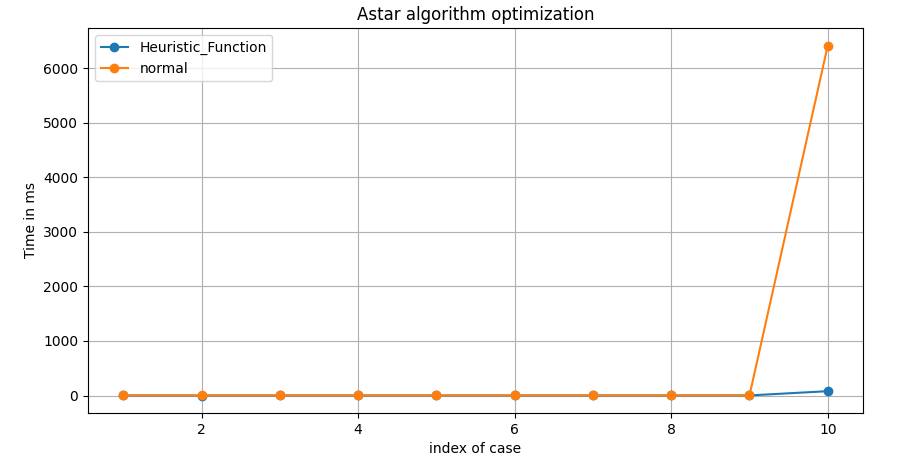 Astar algorithm optimization
Heuristic_Function
normal
6000
5000
4000
3000
2000
1000
0
Time in ms
2 4 6 8 10
index of case